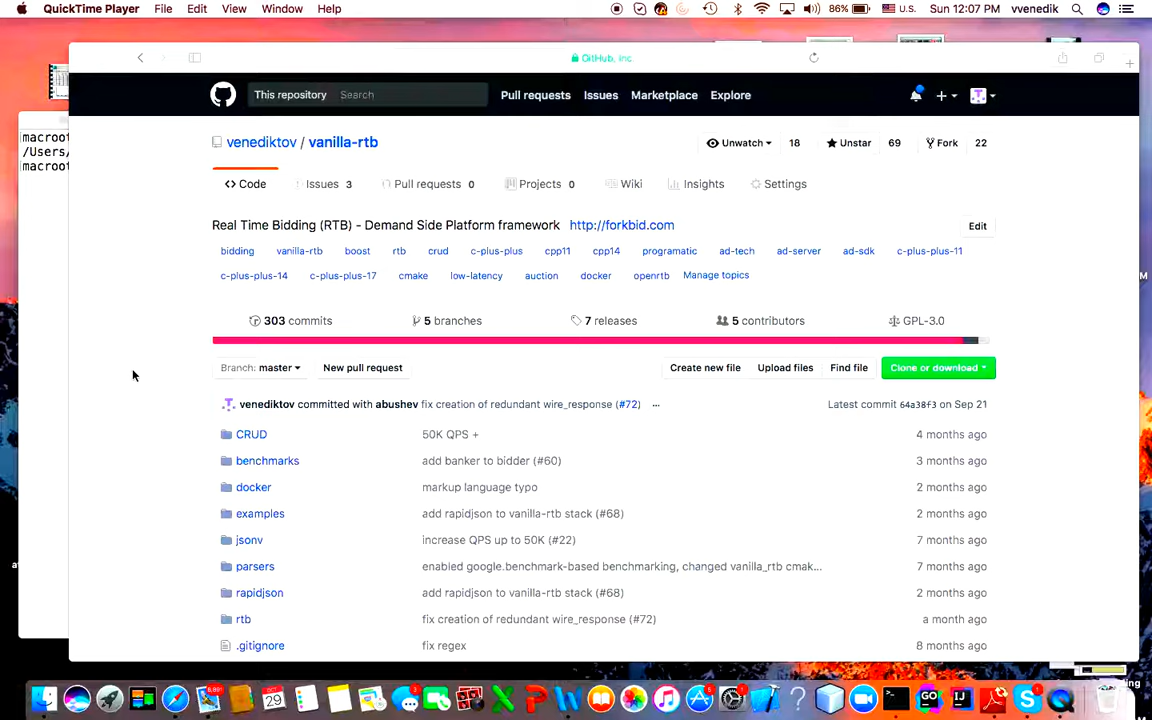 QuickTime Player File Edit View Window Help 86% U.S. Sun 12:07 PM vvenedik
GitHub, Inc.
This repository Search Pull requests Issues Marketplace Explore
macroot
/Users/
macroot
venediktov / vanilla-rtb Unwatch 18 Unstar 69 Fork 22
Code Issues 3 Pull requests 0 Projects 0 Wiki Insights Settings
Real Time Bidding (RTB) - Demand Side Platform framework http://forkbid.com Edit
bidding vanilla-rtb boost rtb crud c-plus-plus cpp11 cpp14 programatic ad-tech ad-server ad-sdk c-plus-plus-11
c-plus-plus-14 c-plus-plus-17 cmake low-latency auction docker openrtb Manage topics
303 commits 5 branches 7 releases 5 contributors GPL-3.0
Branch: master New pull request Create new file Upload files Find file Clone or download
venediktov committed with abushev fix creation of redundant wire_response (#72) ... Latest commit 64a38f3 on Sep 21
CRUD 50K QPS + 4 months ago
benchmarks add banker to bidder (#60) 3 months ago
docker markup language typo 2 months ago
examples add rapidjson to vanilla-rtb stack (#68) 2 months ago
jsonv increase QPS up to 50K (#22) 7 months ago
parsers enabled google.benchmark-based benchmarking, changed vanilla_rtb cmak... 7 months ago
rapidjson add rapidjson to vanilla-rtb stack (#68) 2 months ago
rtb fix creation of redundant wire_response (#72) a month ago
.gitignore fix regex 8 months ago
29
GO